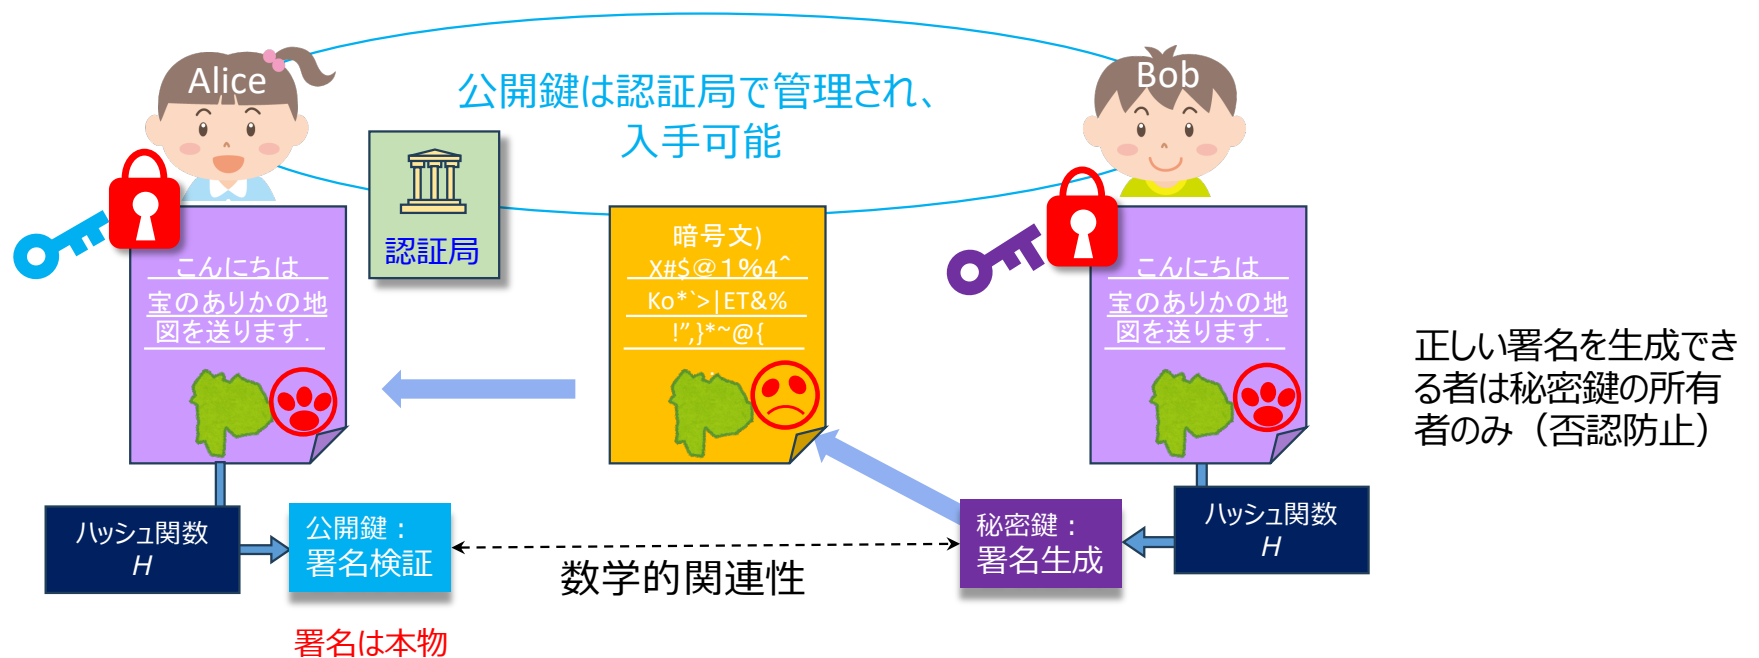 Alice
Bob
公開鍵は認証局で管理され、
入手可能
認証局
こんにちは
宝のありかの地
図を送ります.
暗号文)
X#$@1%4^
Ko*`>|ET&%
!”,}*~@{
こんにちは
宝のありかの地
図を送ります.
正しい署名を生成でき
る者は秘密鍵の所有
者のみ（否認防止）
ハッシュ関数
H
公開鍵：
署名検証
数学的関連性
秘密鍵：
署名生成
ハッシュ関数
H
署名は本物